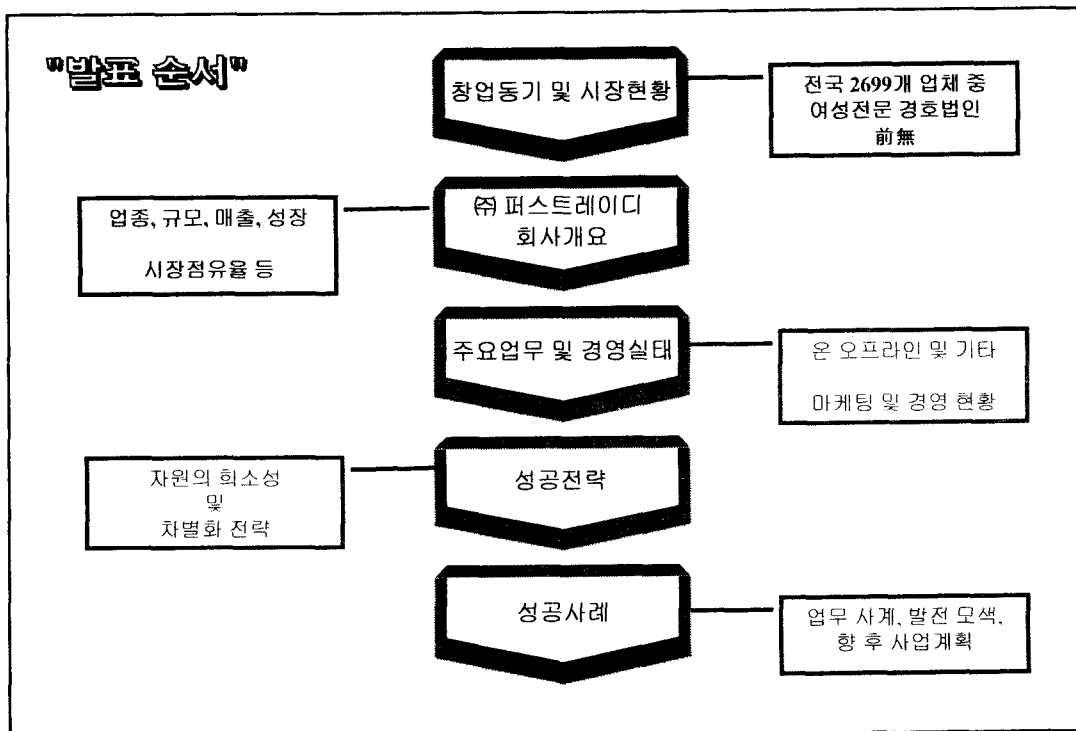 "발표 순서"
창업동기 및 시장현황
전국 2699개 업체 중
여성전문 경호법인
前無
㈜ 퍼스트레이디
회사개요
업종, 규모, 매출, 성장
시장점유율 등
주요업무 및 경영실태
온 오프라인 및 기타
마케팅 및 경영 현황
성공전략
자원의 희소성
및
차별화 전략
성공사례
업무 사계, 발전 모색,
향 후 사업계획